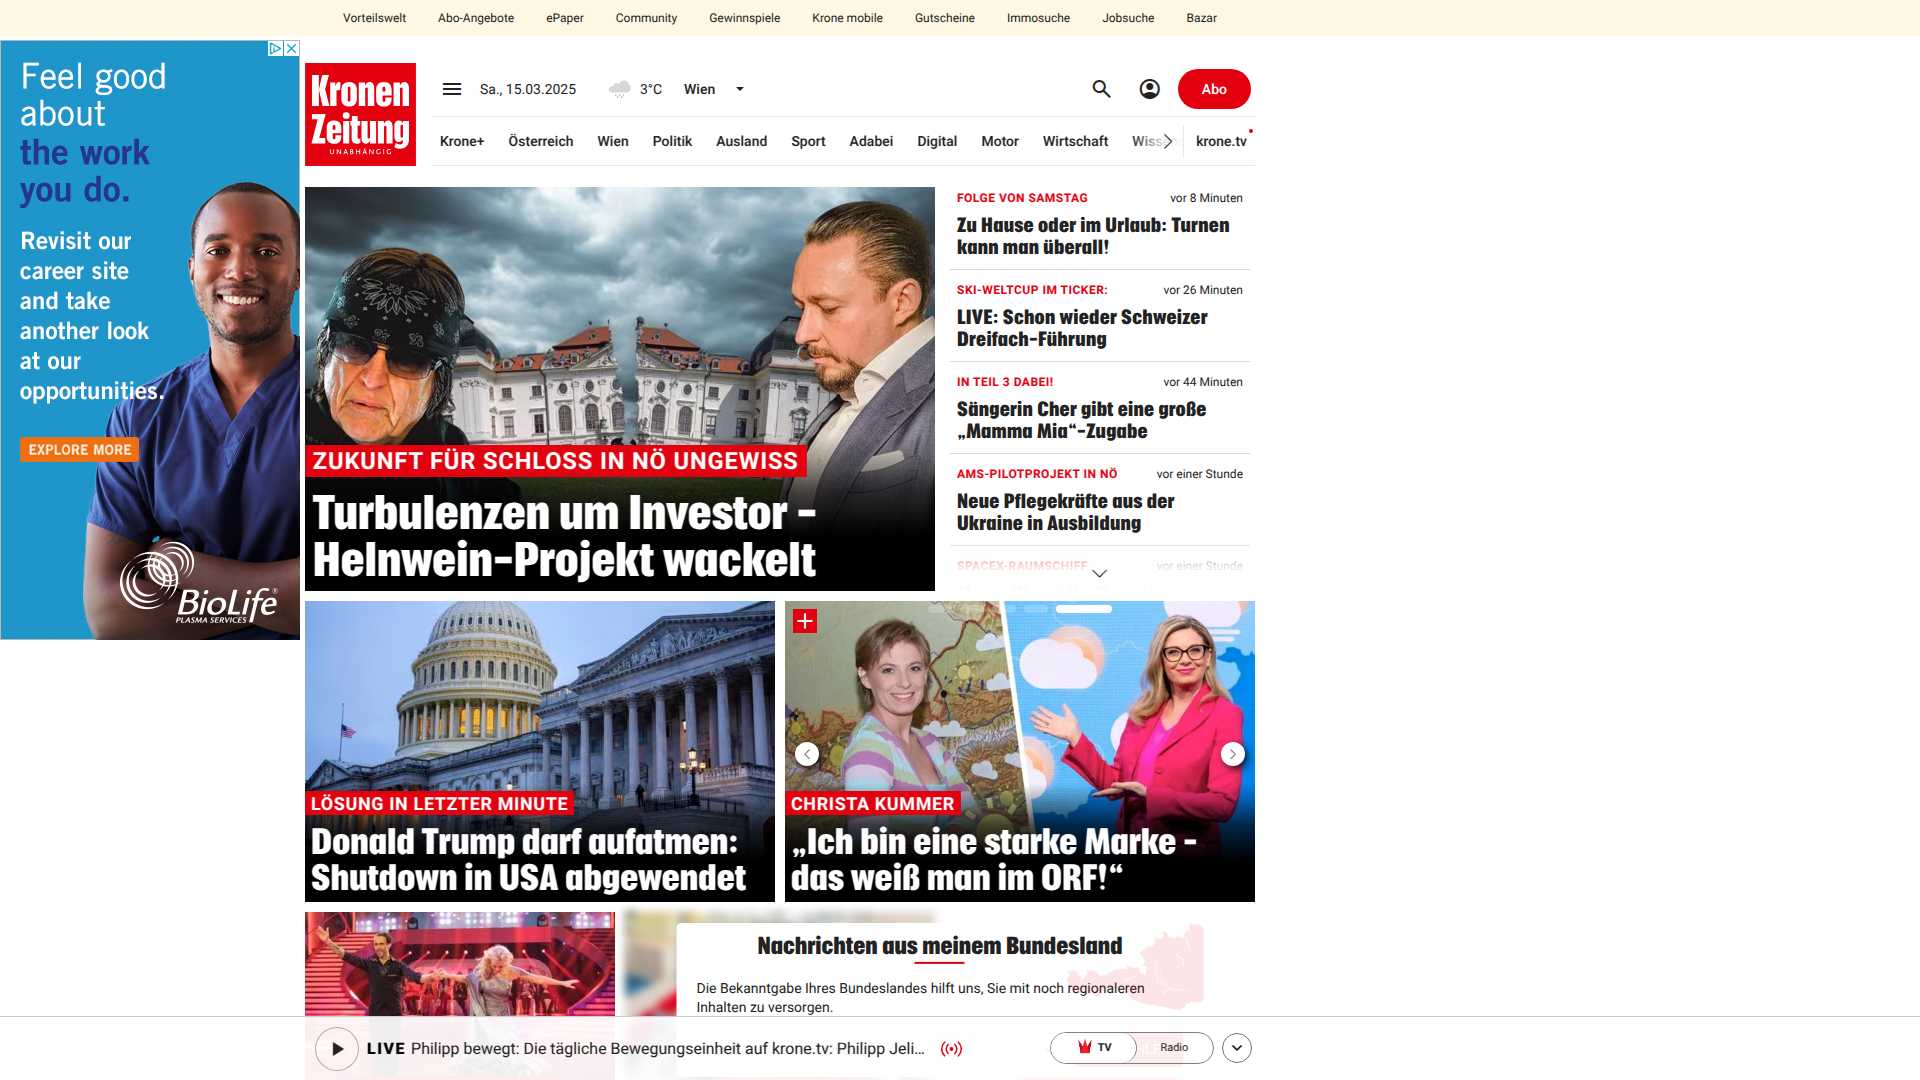 Vorteilswelt
Abo-Angebote
ePaper
Community
Gewinnspiele
Krone mobile
Gutscheine
Immosuche
Jobsuche
Bazar
Feel good
about
the work
you do.
Revisit our
career site
and take
another look
at our
opportunities.
EXPLORE MORE
BioLife
PLASMA SERVICES
Kronen
Zeitung
UNABHÄNGIG
Sa., 15.03.2025
3°C
Wien
Abo
Krone+
Österreich
Wien
Politik
Ausland
Sport
Adabei
Digital
Motor
Wirtschaft
Wiss
krone.tv
ZUKUNFT FÜR SCHLOSS IN NÖ UNGEWISS
Turbulenzen um Investor –
Helnwein-Projekt wackelt
FOLGE VON SAMSTAG
vor 8 Minuten
Zu Hause oder im Urlaub: Turnen
kann man überall!
SKI-WELTCUP IM TICKER:
vor 26 Minuten
LIVE: Schon wieder Schweizer
Dreifach-Führung
IN TEIL 3 DABEI!
vor 44 Minuten
Sängerin Cher gibt eine große
„Mamma Mia“-Zugabe
AMS-PILOTPROJEKT IN NÖ
vor einer Stunde
Neue Pflegekräfte aus der
Ukraine in Ausbildung
SPACEX-RAUMSCHIFF
vor einer Stunde
LÖSUNG IN LETZTER MINUTE
Donald Trump darf aufatmen:
Shutdown in USA abgewendet
CHRISTA KUMMER
„Ich bin eine starke Marke –
das weiß man im ORF!“
Nachrichten aus meinem Bundesland
Die Bekanntgabe Ihres Bundeslandes hilft uns, Sie mit noch regionaleren
Inhalten zu versorgen.
LIVE Philipp bewegt: Die tägliche Bewegungseinheit auf krone.tv: Philipp Jeli...
TV
Radio